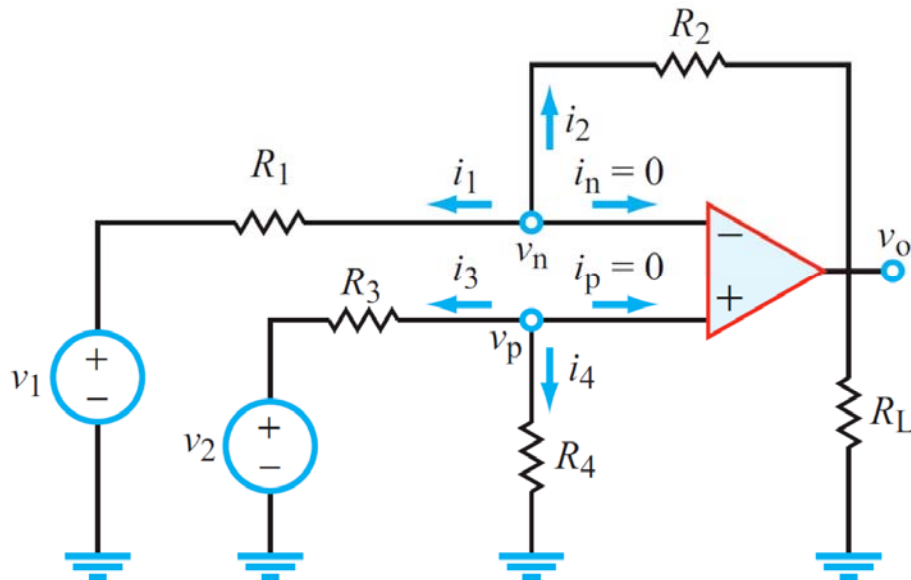 R2
i2
R1
i1
in = 0
−
vn
vo
R3
i3
ip = 0
+
vp
v1
+
−
i4
v2
+
−
R4
RL